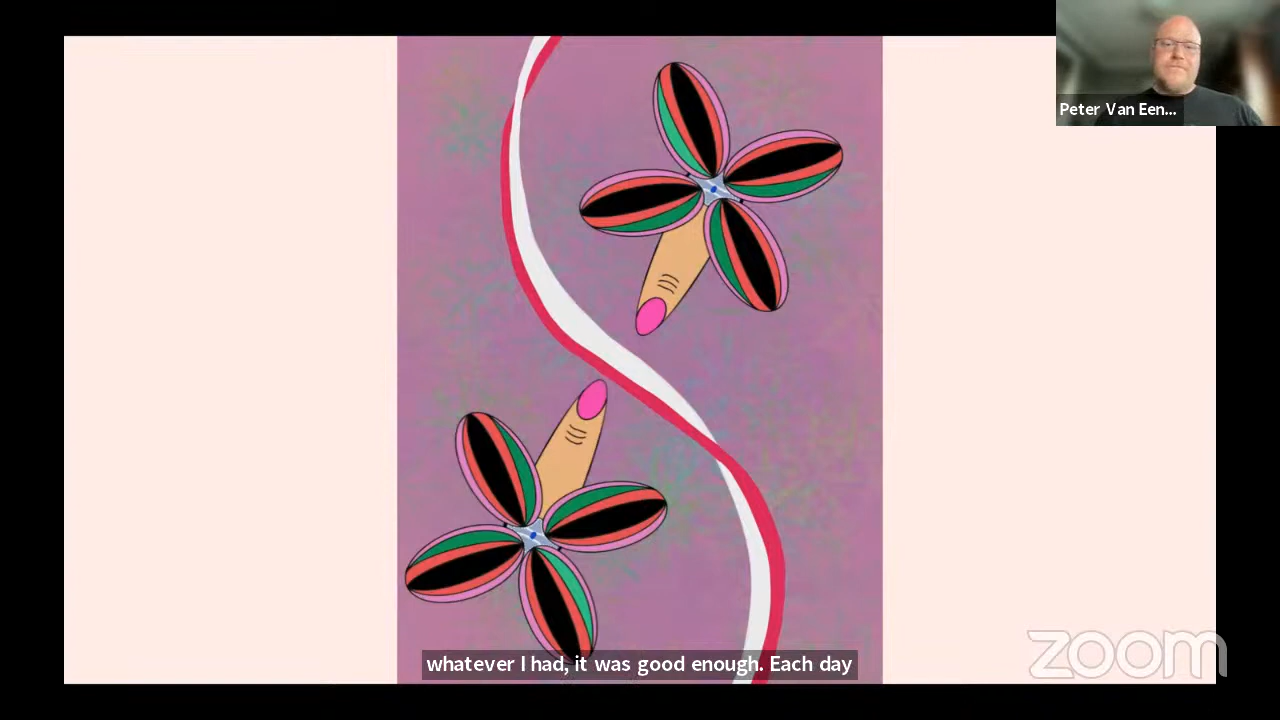 Peter Van Een...
whatever I had, it was good enough. Each day
zoom